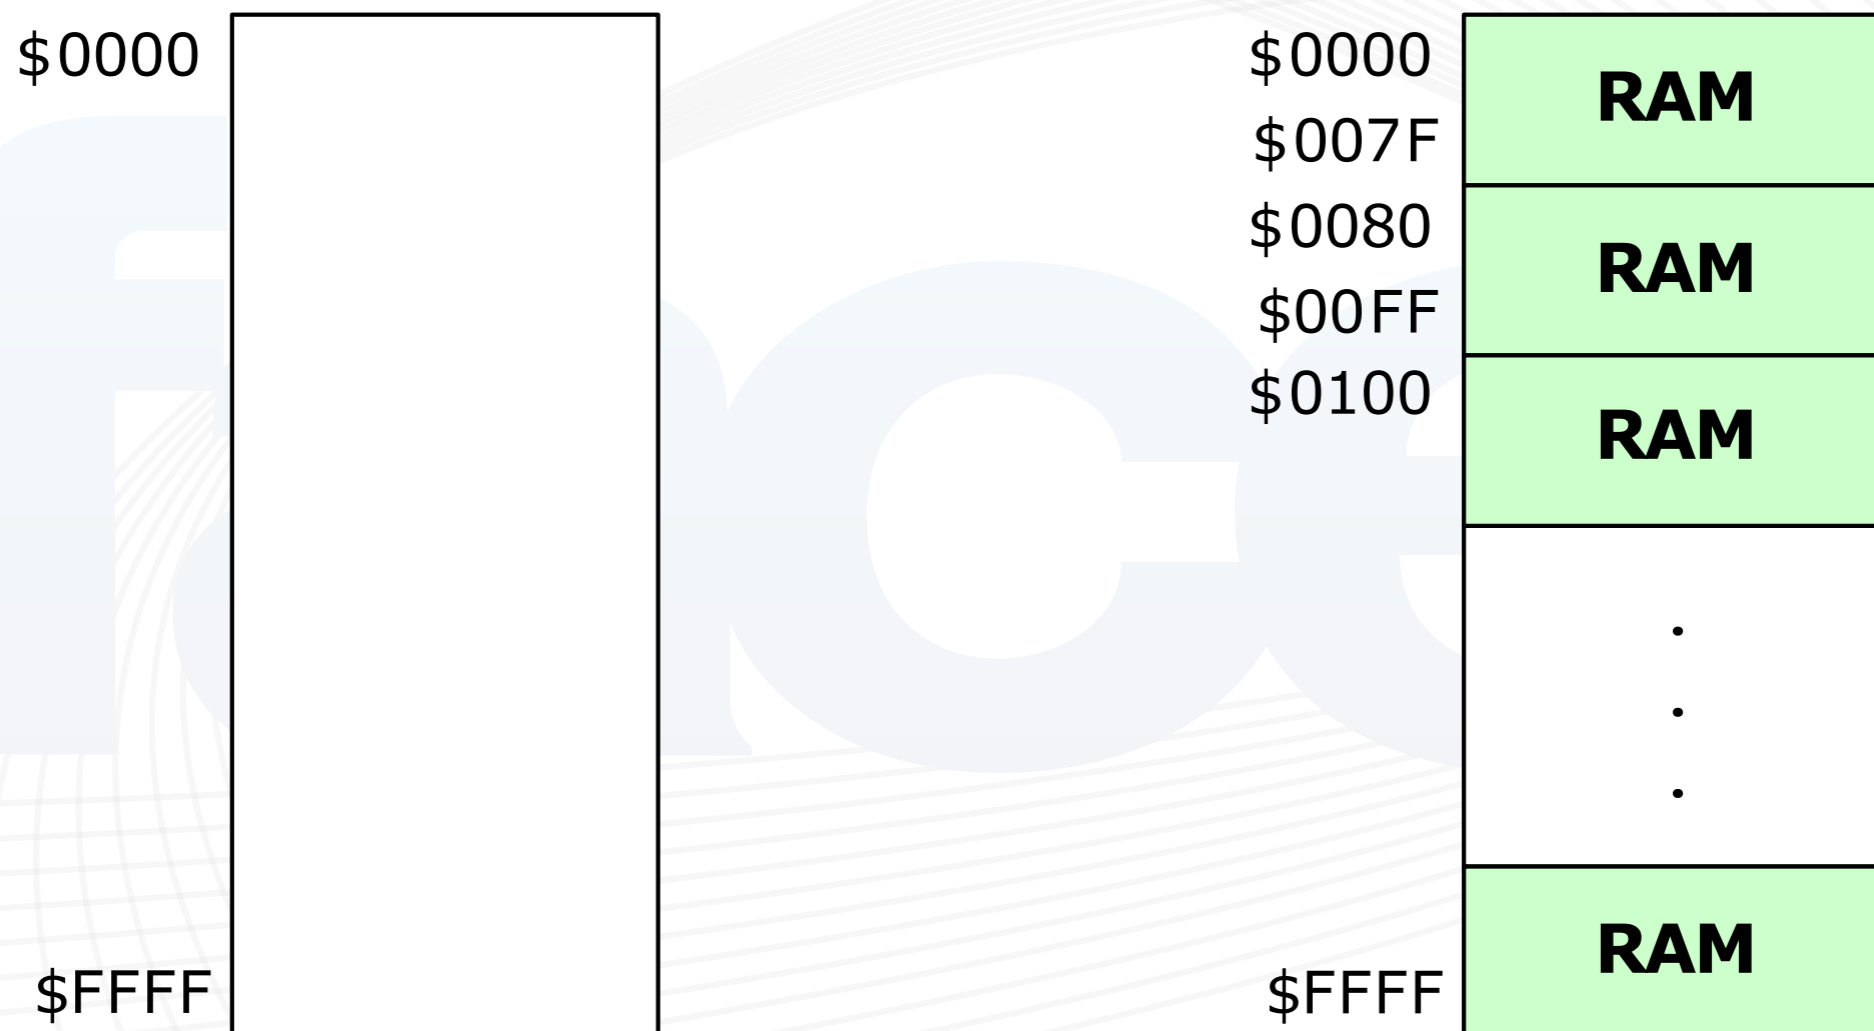 $0000
$FFFF
$0000
$007F
RAM
$0080
$00FF
RAM
$0100
RAM
.
.
.
$FFFF
RAM